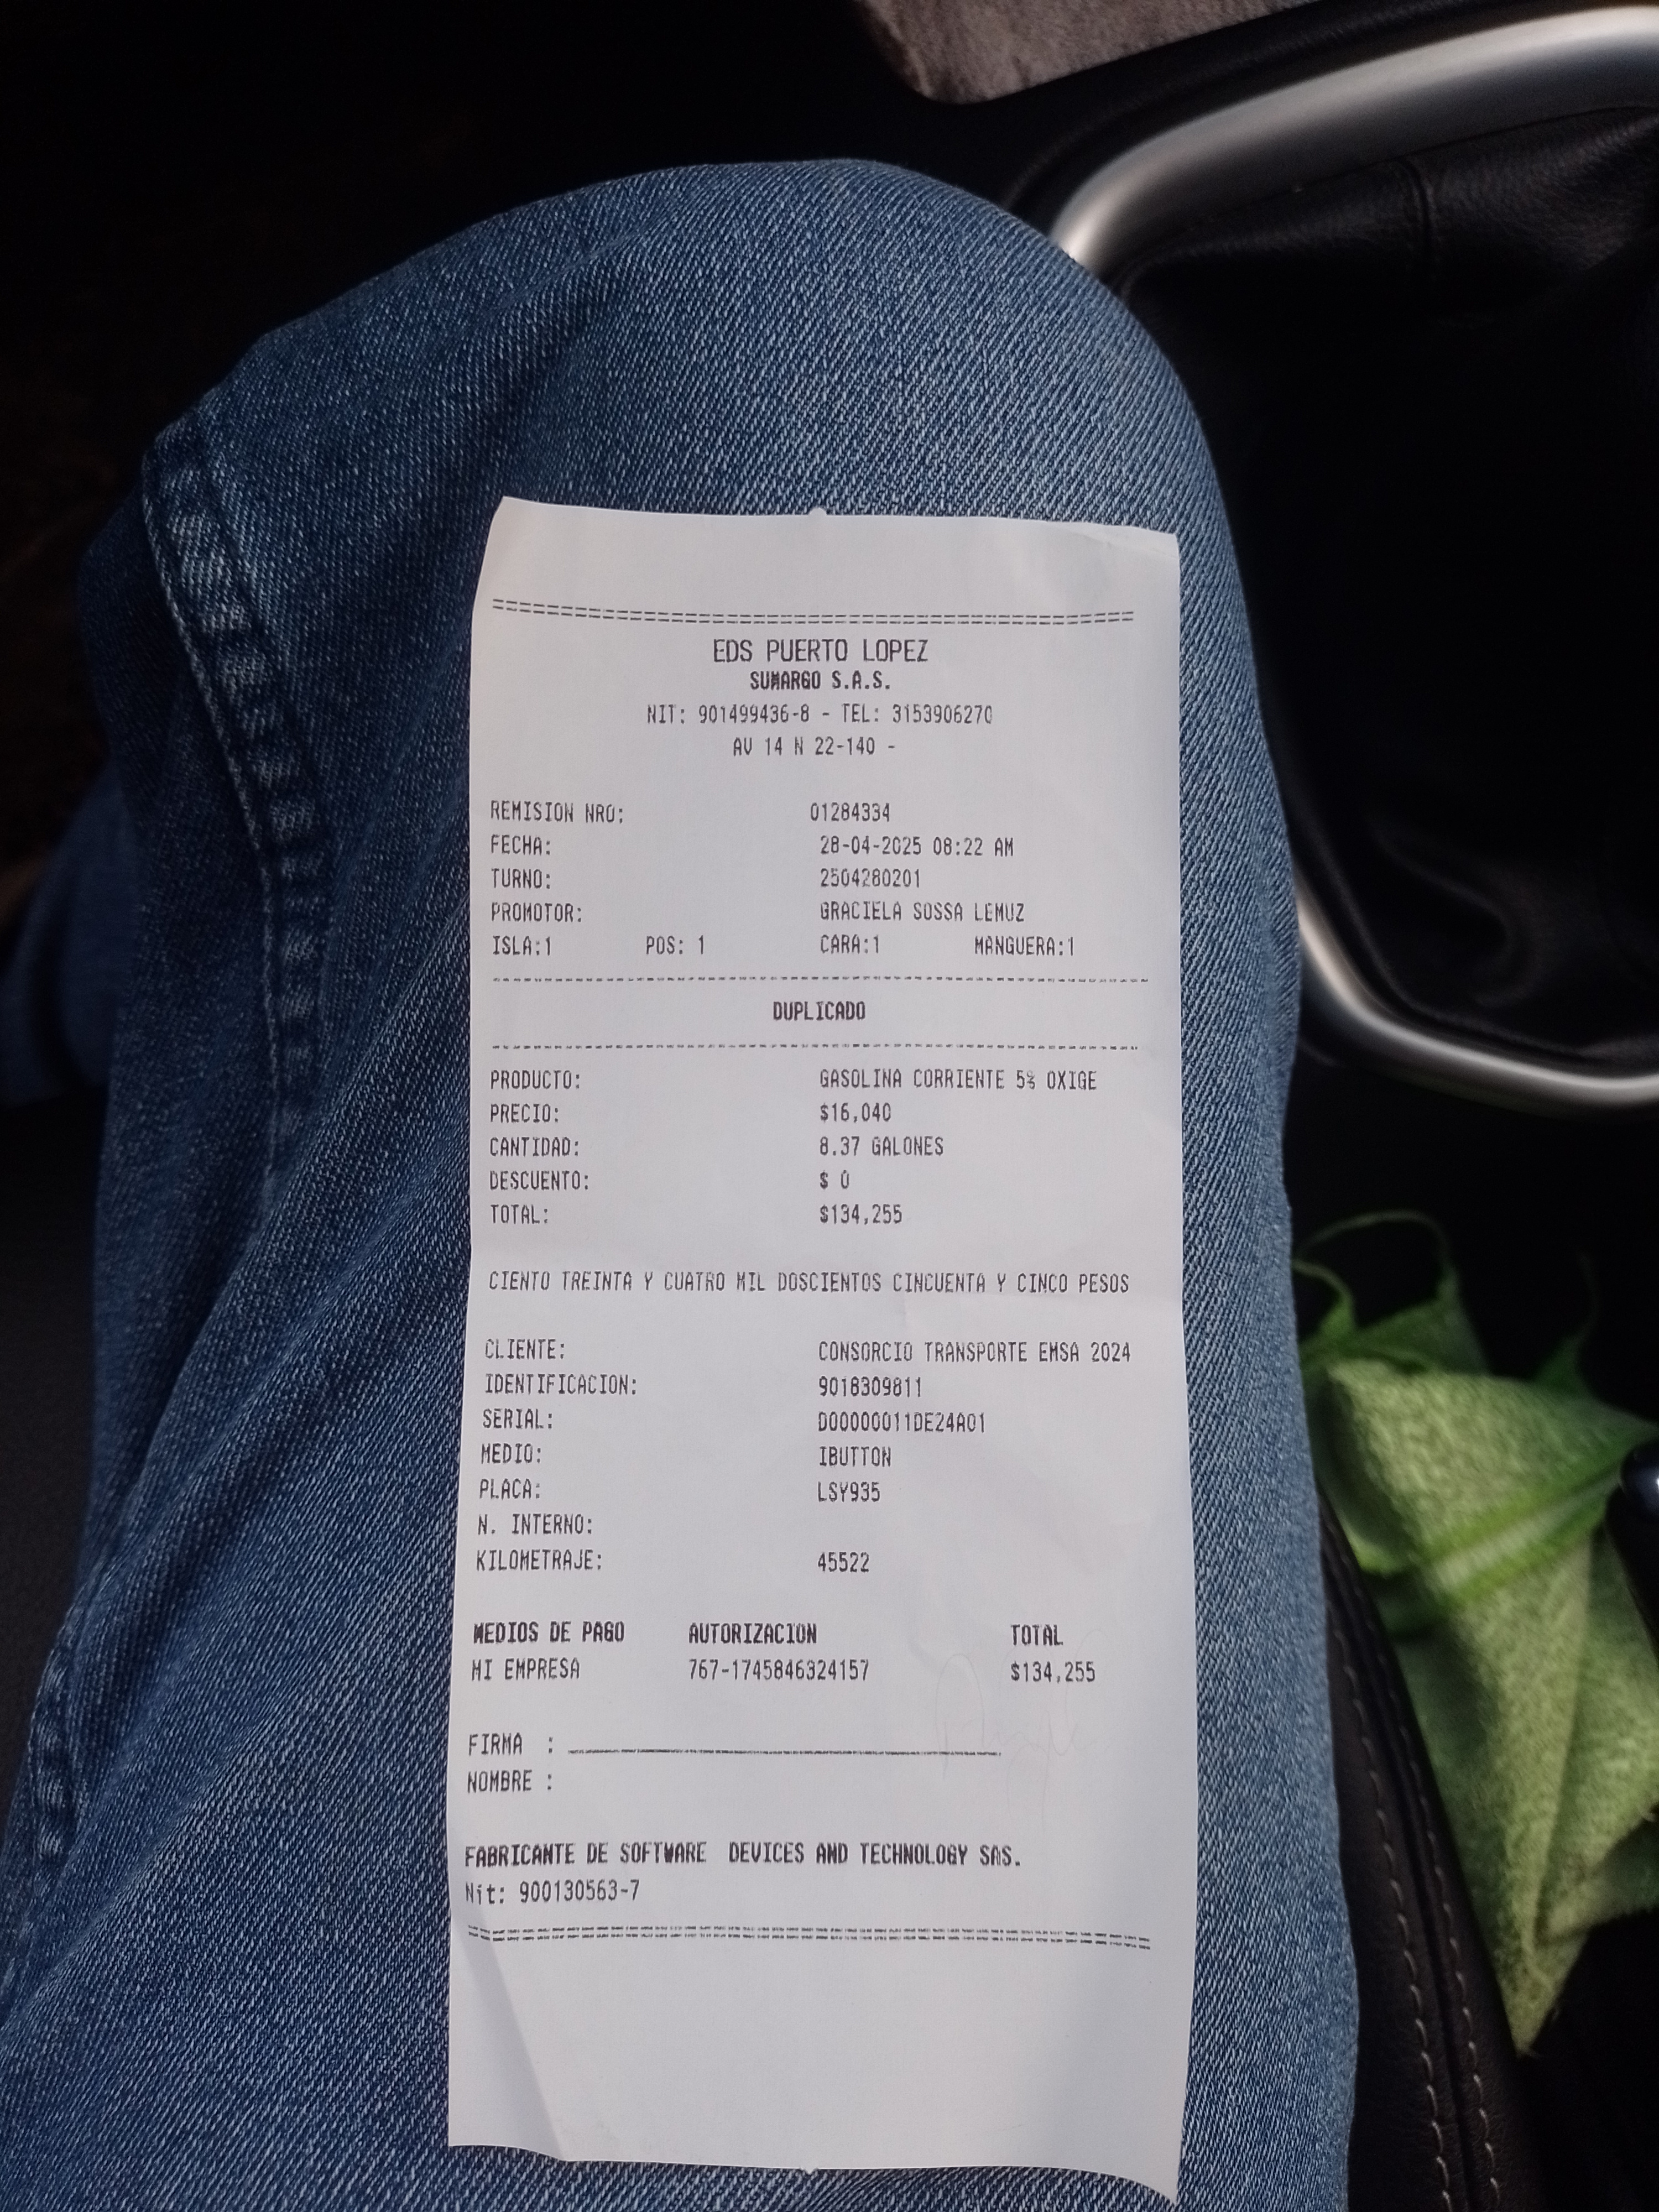 EDS PUERTO LOPEZ
SUMARGO S.A.S.
NIT: 901499436-8 - TEL: 3153906270
AV 14 N 22-140 -
REMISION NRO: 01284334
FECHA: 28-04-2025 08:22 AM
TURNO: 2504280201
PROMOTOR: GRACIELA SOSSA LEMUZ
ISLA:1 POS: 1 CARA:1 MANGUERA:1
DUPLICADO
PRODUCTO: GASOLINA CORRIENTE 5% OXIGE
PRECIO: $16,040
CANTIDAD: 8.37 GALONES
DESCUENTO: $ 0
TOTAL: $134,255
CIENTO TREINTA Y CUATRO MIL DOSCIENTOS CINCUENTA Y CINCO PESOS
CLIENTE: CONSORCIO TRANSPORTE EMSA 2024
IDENTIFICACION: 9018309811
SERIAL: D00000011DE24A01
MEDIO: IBUTTON
PLACA: LSY935
N. INTERNO:
KILOMETRAJE: 45522
MEDIOS DE PAGO AUTORIZACION TOTAL
MI EMPRESA 767-1745846324157 $134,255
FIRMA :
NOMBRE :
FABRICANTE DE SOFTWARE DEVICES AND TECHNOLOGY SAS.
Nit: 900130563-7